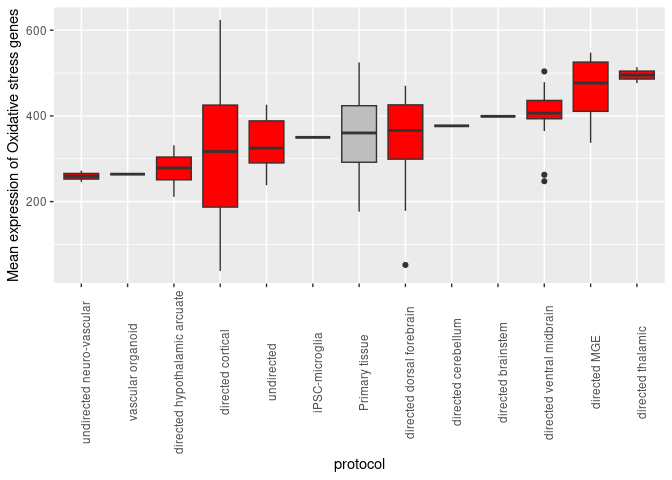 Mean expression of Oxidative stress genes
600
400
200
undirected neuro-vascular
vascular organoid
directed hypothalamic arcuate
directed cortical
undirected
iPSC-microglia
Primary tissue
directed dorsal forebrain
directed cerebellum
directed brainstem
directed ventral midbrain
directed MGE
directed thalamic
protocol